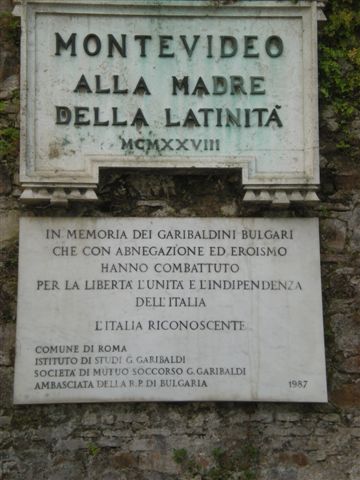 MONTEVIDEO
ALLA MADRE
DELLA LATINITÀ
MCMXXVIII
IN MEMORIA DEI GARIBALDINI BULGARI
CHE CON ABNEGAZIONE ED EROISMO
HANNO COMBATTUTO
PER LA LIBERTA' L'UNITÀ E L'INDIPENDENZA
DELL'ITALIA
L'ITALIA RICONOSCENTE
COMUNE DI ROMA
ISTITUTO DI STUDI G. GARIBALDI
SOCIETÀ DI MUTUO SOCCORSO G. GARIBALDI
AMBASCIATA DELLA R.P. DI BULGARIA 1987